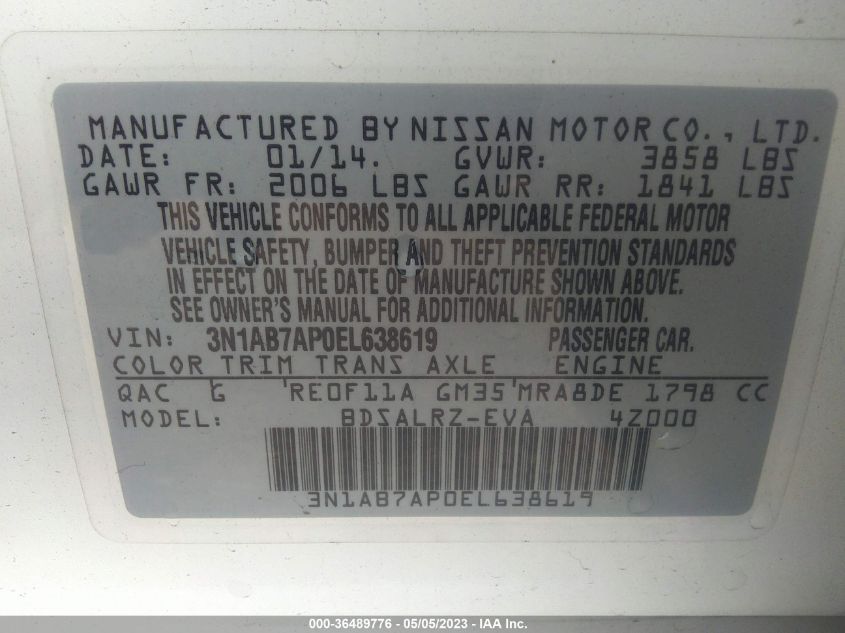 MANUFACTURED BY NISSAN MOTOR CO., LTD.
DATE: 01/14. GVWR: 3858 LBS
GAWR FR: 2006 LBS GAWR RR: 1841 LBS
THIS VEHICLE CONFORMS TO ALL APPLICABLE FEDERAL MOTOR
VEHICLE SAFETY, BUMPER AND THEFT PREVENTION STANDARDS
IN EFFECT ON THE DATE OF MANUFACTURE SHOWN ABOVE.
SEE OWNER'S MANUAL FOR ADDITIONAL INFORMATION.
VIN: 3N1AB7AP0EL638619 PASSENGER CAR.
COLOR TRIM TRANS AXLE ENGINE
QAC G 'RE0F11A GM35'MRA8DE 1798 CC
MODEL: BDSALRZ-EVA 4Z000
3N1AB7AP0EL638619
000-36489776 - 05/05/2023 - IAA Inc.